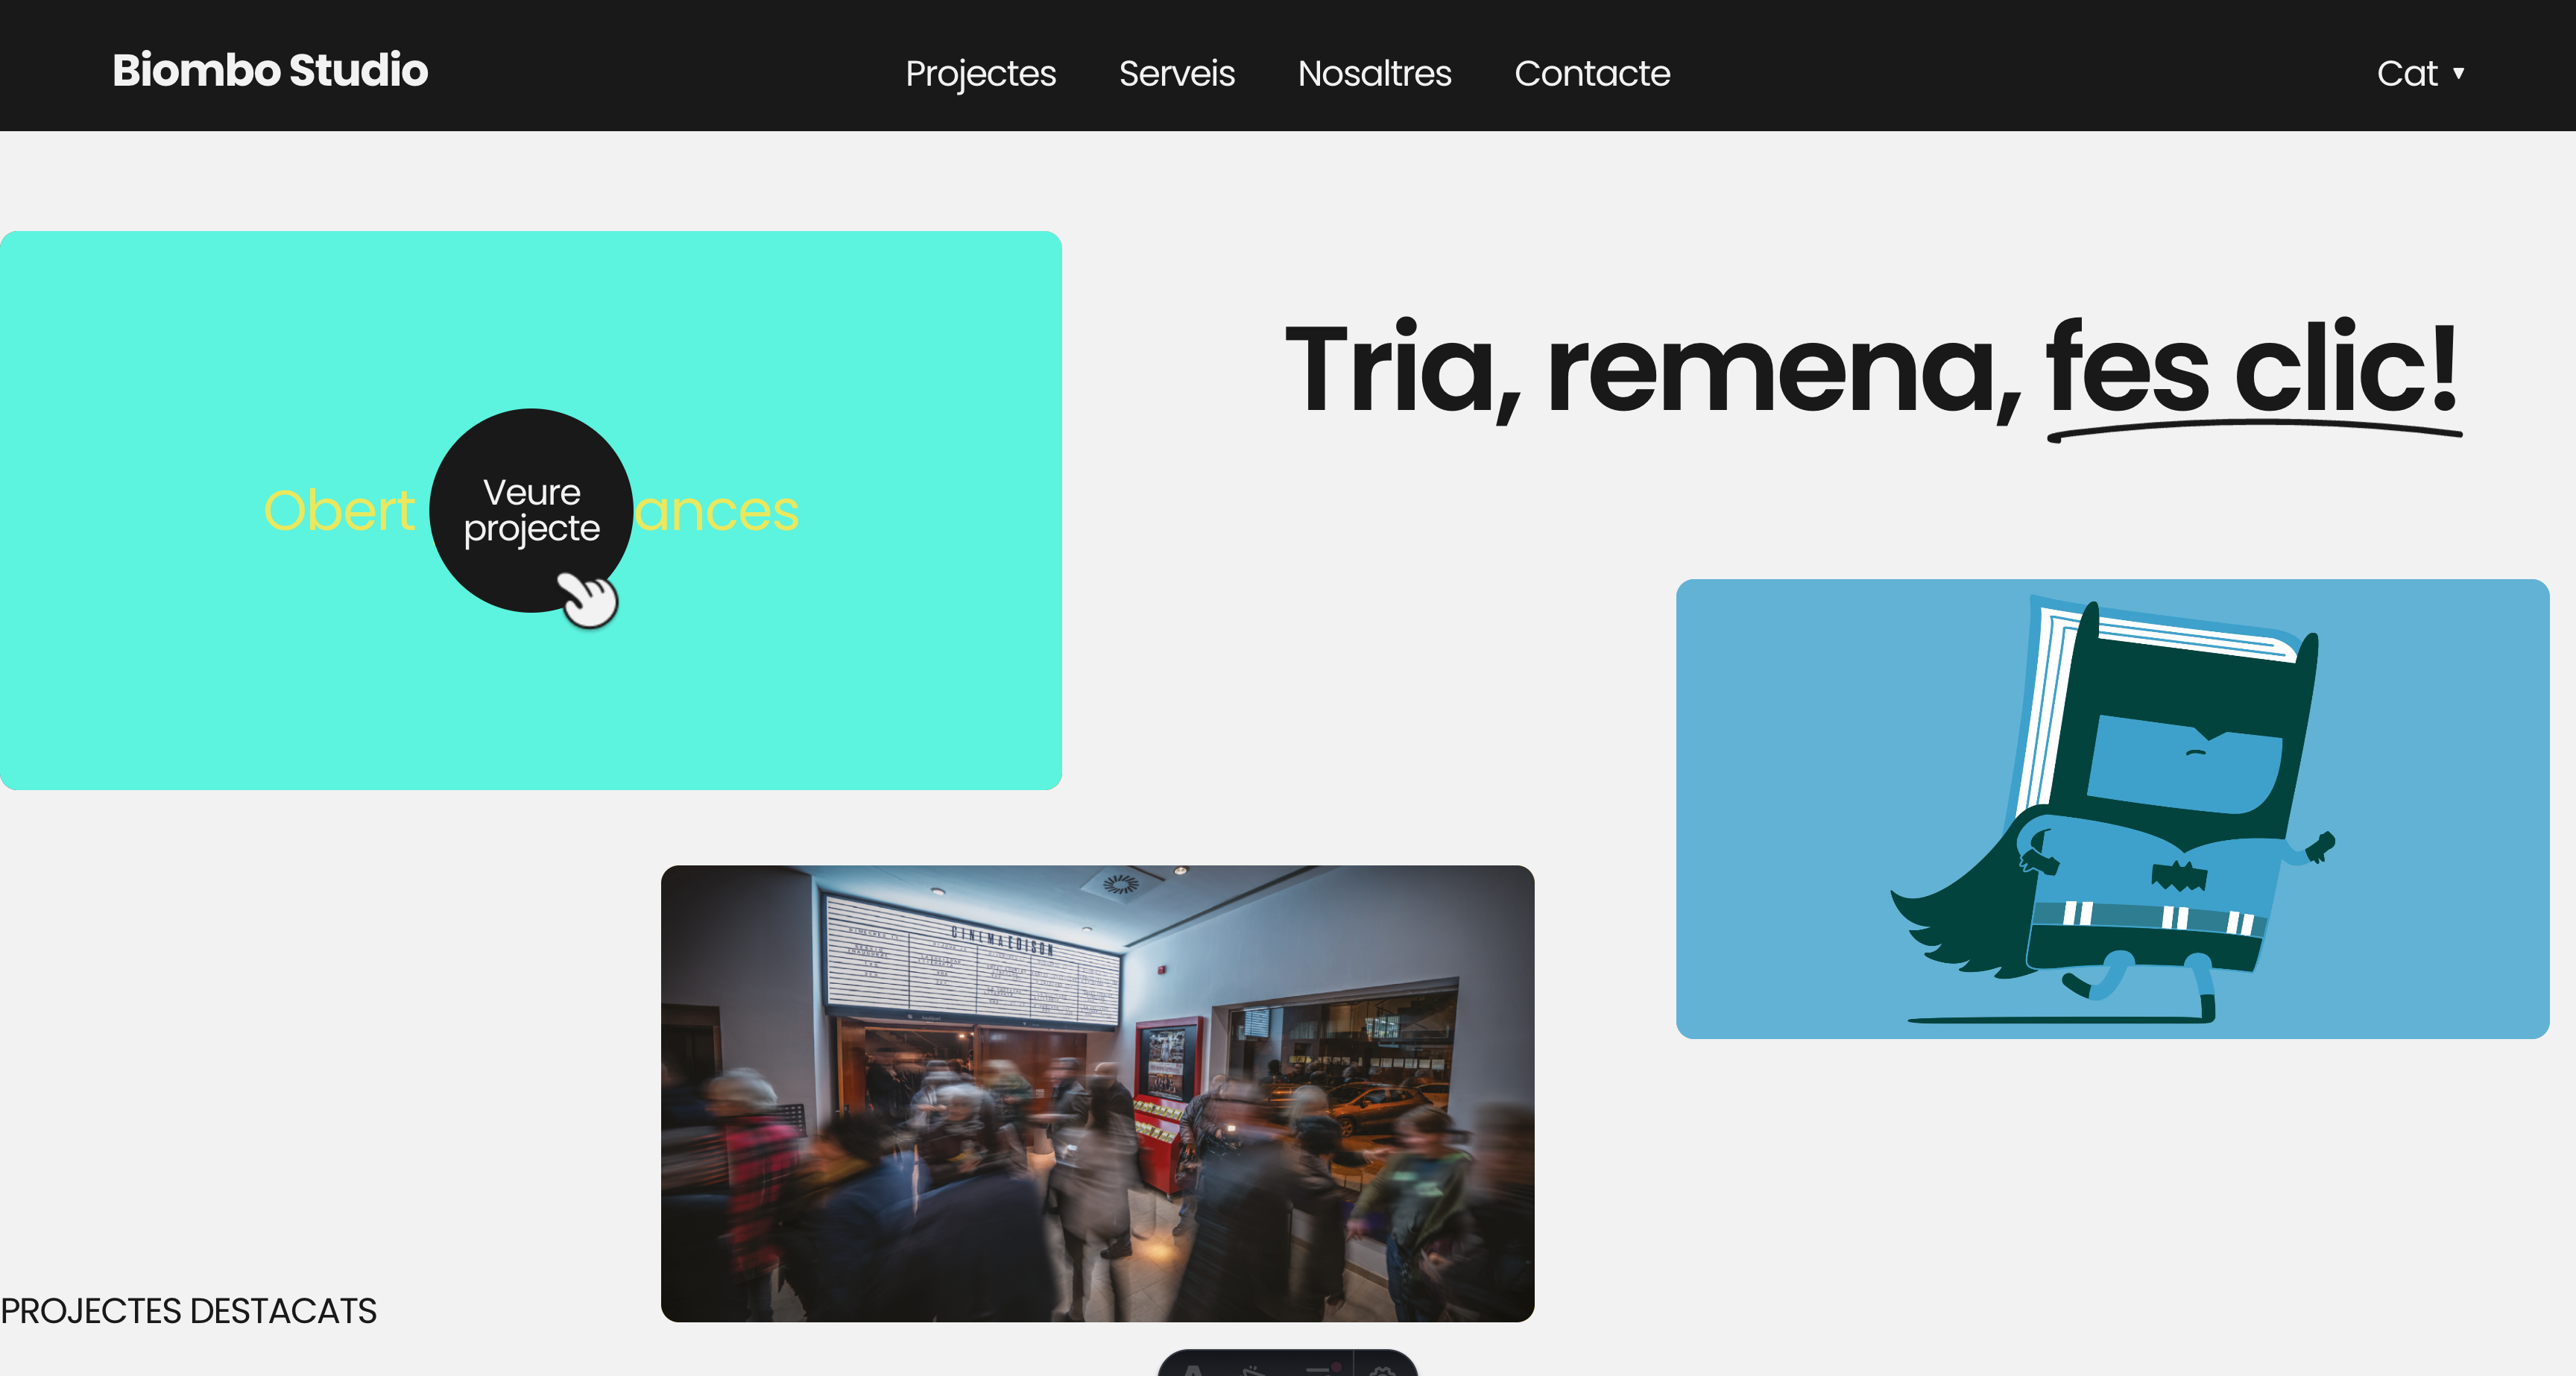 Biombo Studio
Projectes
Serveis
Nosaltres
Contacte
Cat
Tria, remena, fes clic!
Obert
ances
Veure
projecte
CINEMA EDISON
PROJECTES DESTACATS